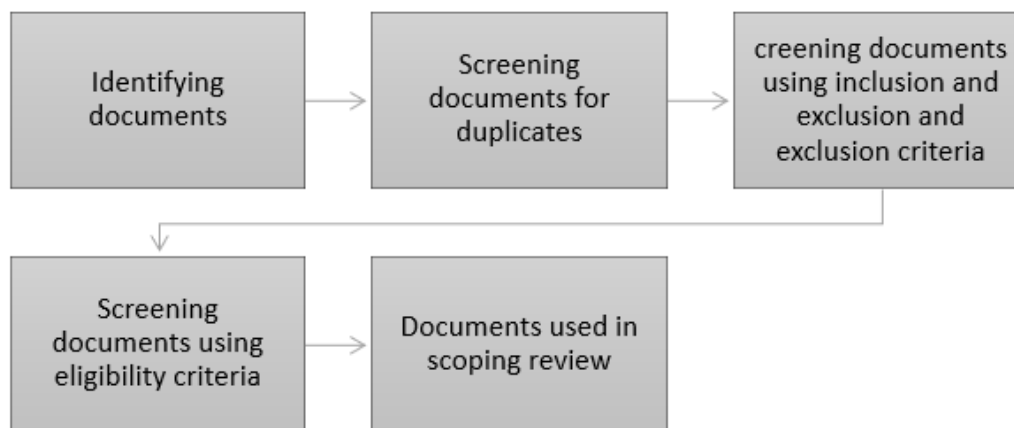 Identifying
documents
Screening
documents for
duplicates
creening documents
using inclusion and
exclusion and
exclusion criteria
Screening
documents using
eligibility criteria
Documents used in
scoping review